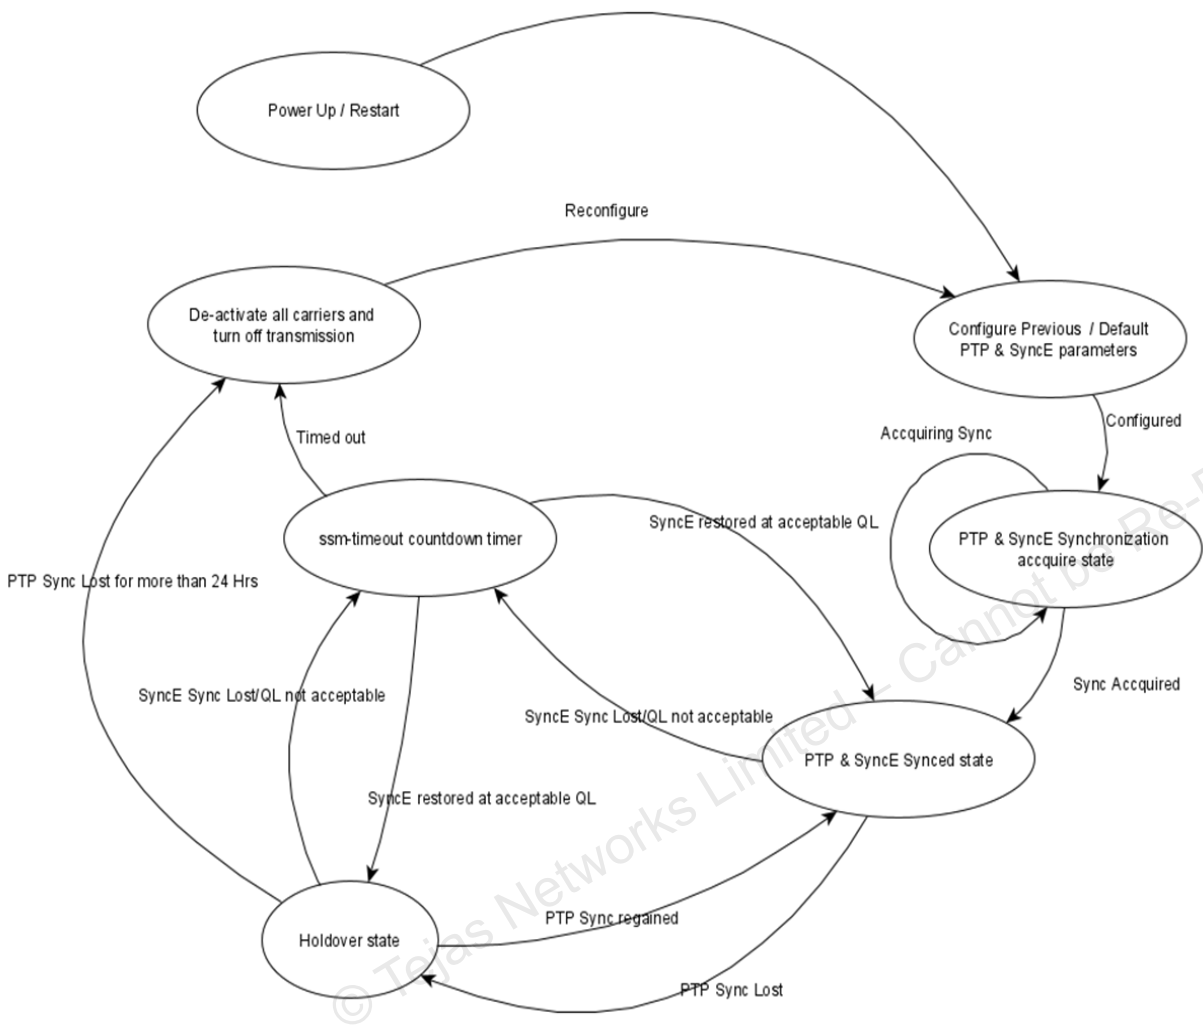 Power Up / Restart
Reconfigure
De-activate all carriers and
turn off transmission
Configure Previous / Default
PTP & SyncE parameters
Configured
Timed out
Accquiring Sync
ssm-timeout countdown timer
SyncE restored at acceptable QL
PTP & SyncE Synchronization
accquire state
PTP Sync Lost for more than 24 Hrs
SyncE Sync Lost/QL not acceptable
SyncE Sync Lost/QL not acceptable
Sync Accquired
PTP & SyncE Synced state
SyncE restored at acceptable QL
PTP Sync regained
Holdover state
PTP Sync Lost
© Tejas Networks Limited – Cannot be Re-